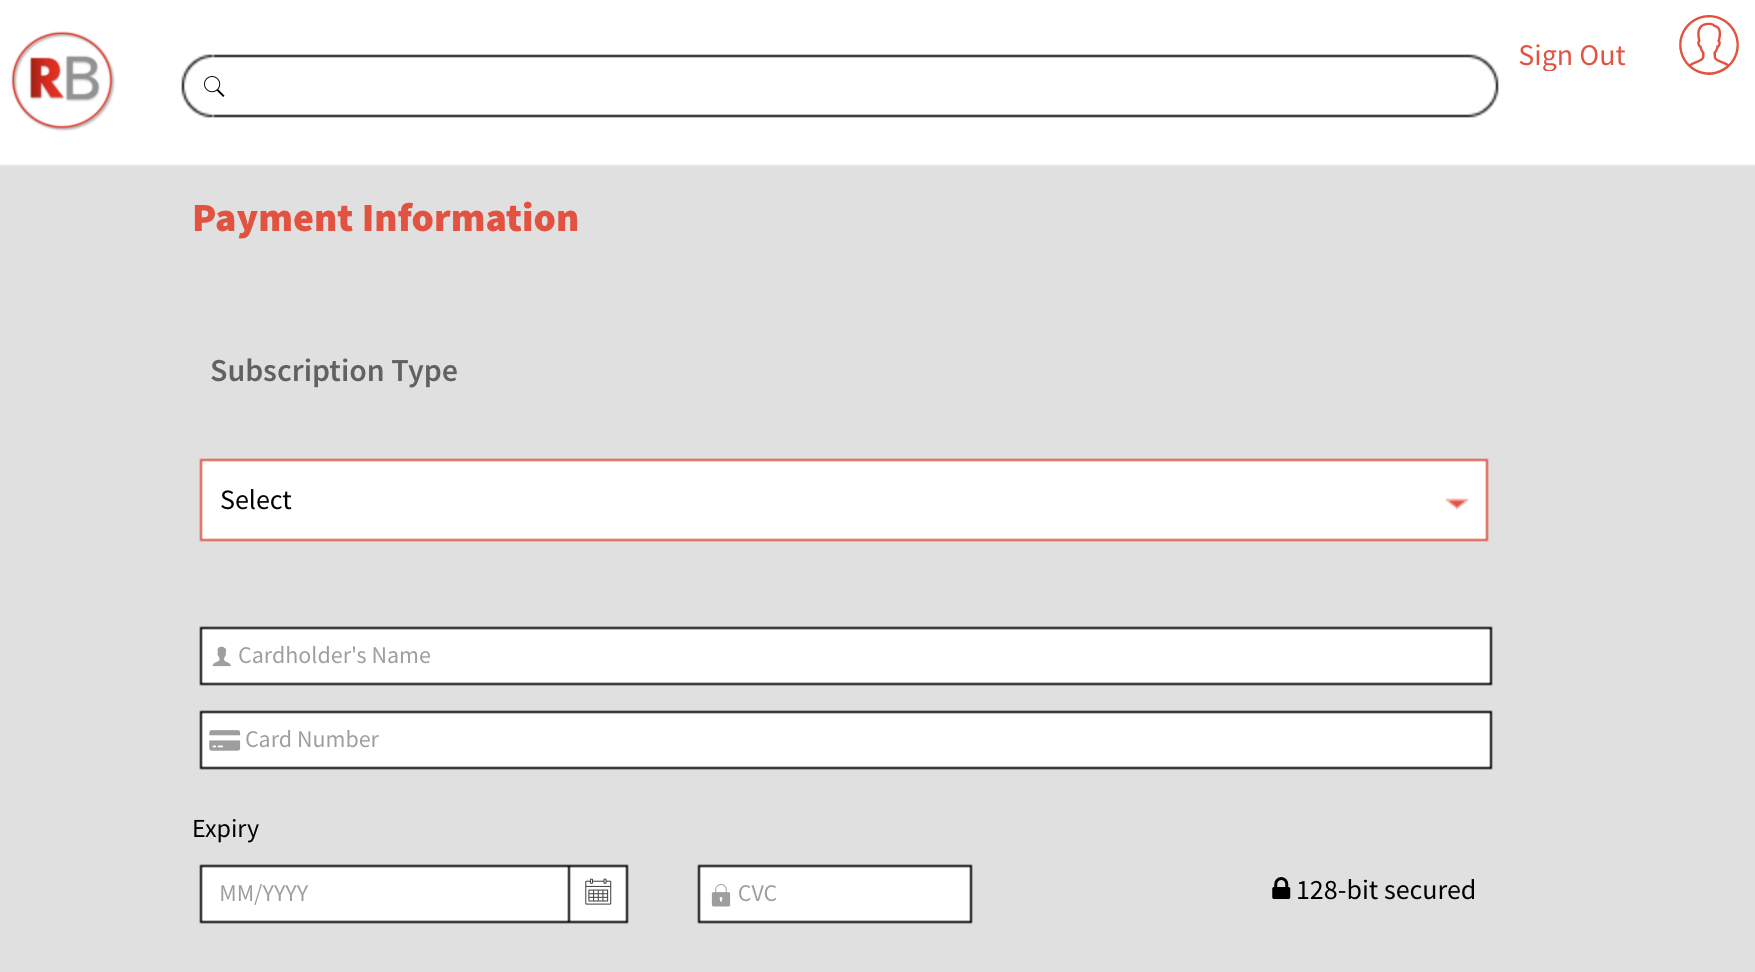 RB
Sign Out
Payment Information
Subscription Type
Select
Cardholder's Name
Card Number
Expiry
MM/YYYY
CVC
128-bit secured